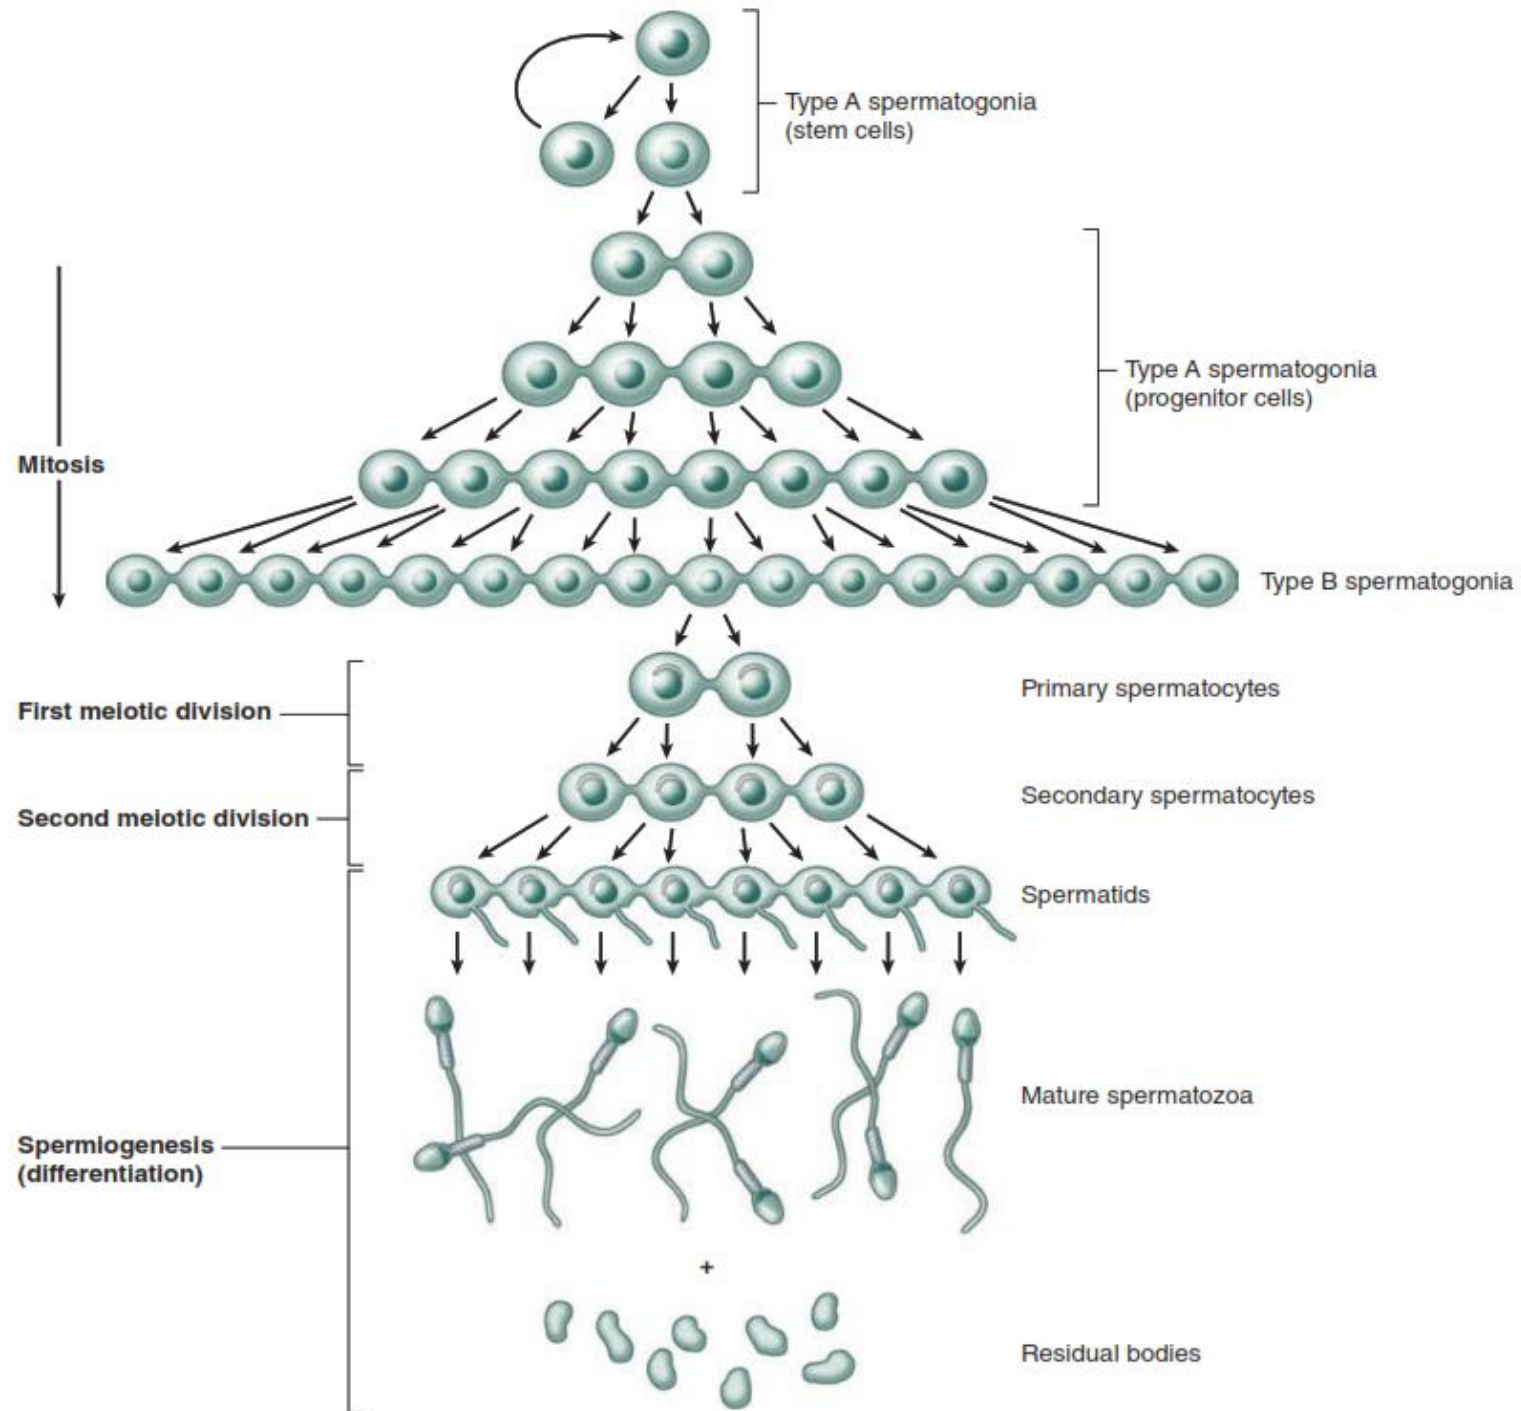 Type A spermatogonia
(stem cells)
Type A spermatogonia
(progenitor cells)
Mitosis
Type B spermatogonia
Primary spermatocytes
First meiotic division
Secondary spermatocytes
Second meiotic division
Spermatids
Mature spermatozoa
Spermiogenesis
(differentiation)
+
Residual bodies